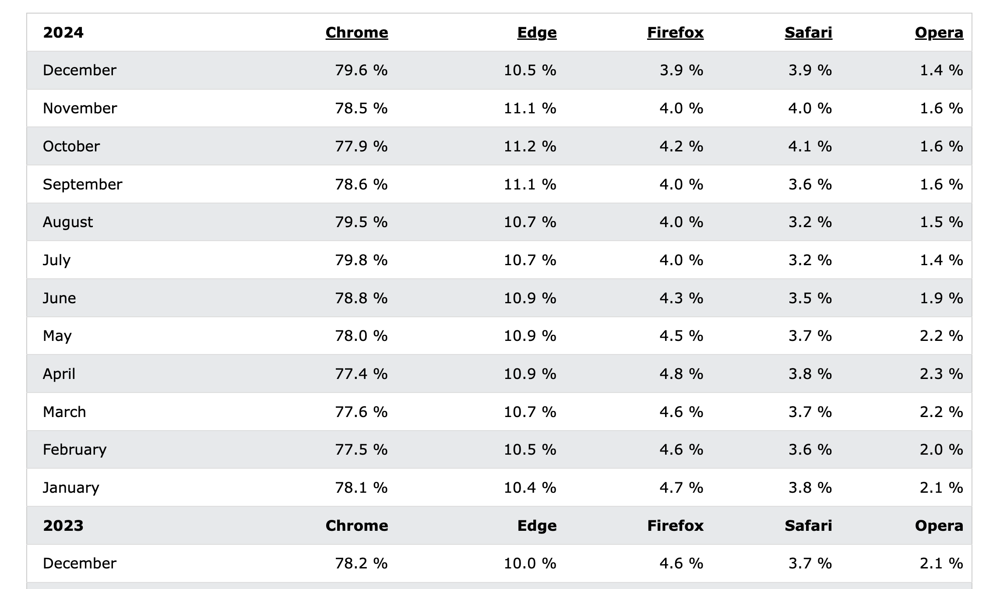 2024 Chrome Edge Firefox Safari Opera
December 79.6 % 10.5 % 3.9 % 3.9 % 1.4 %
November 78.5 % 11.1 % 4.0 % 4.0 % 1.6 %
October 77.9 % 11.2 % 4.2 % 4.1 % 1.6 %
September 78.6 % 11.1 % 4.0 % 3.6 % 1.6 %
August 79.5 % 10.7 % 4.0 % 3.2 % 1.5 %
July 79.8 % 10.7 % 4.0 % 3.2 % 1.4 %
June 78.8 % 10.9 % 4.3 % 3.5 % 1.9 %
May 78.0 % 10.9 % 4.5 % 3.7 % 2.2 %
April 77.4 % 10.9 % 4.8 % 3.8 % 2.3 %
March 77.6 % 10.7 % 4.6 % 3.7 % 2.2 %
February 77.5 % 10.5 % 4.6 % 3.6 % 2.0 %
January 78.1 % 10.4 % 4.7 % 3.8 % 2.1 %
2023 Chrome Edge Firefox Safari Opera
December 78.2 % 10.0 % 4.6 % 3.7 % 2.1 %